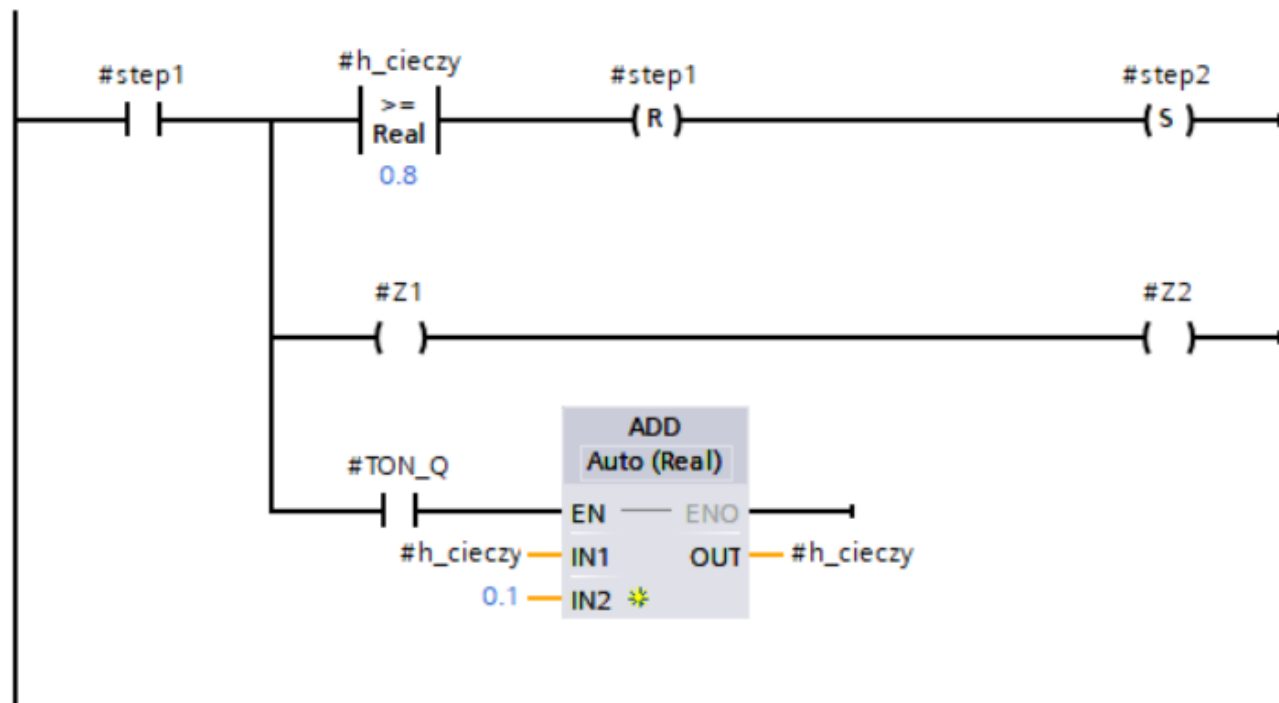 #step1
#h_cieczy
#step1
#step2
>=
Real
( R )
( S )
0.8
#Z1
#Z2
( )
( )
ADD
Auto (Real)
#TON_Q
EN
ENO
#h_cieczy
IN1
OUT
#h_cieczy
0.1
IN2